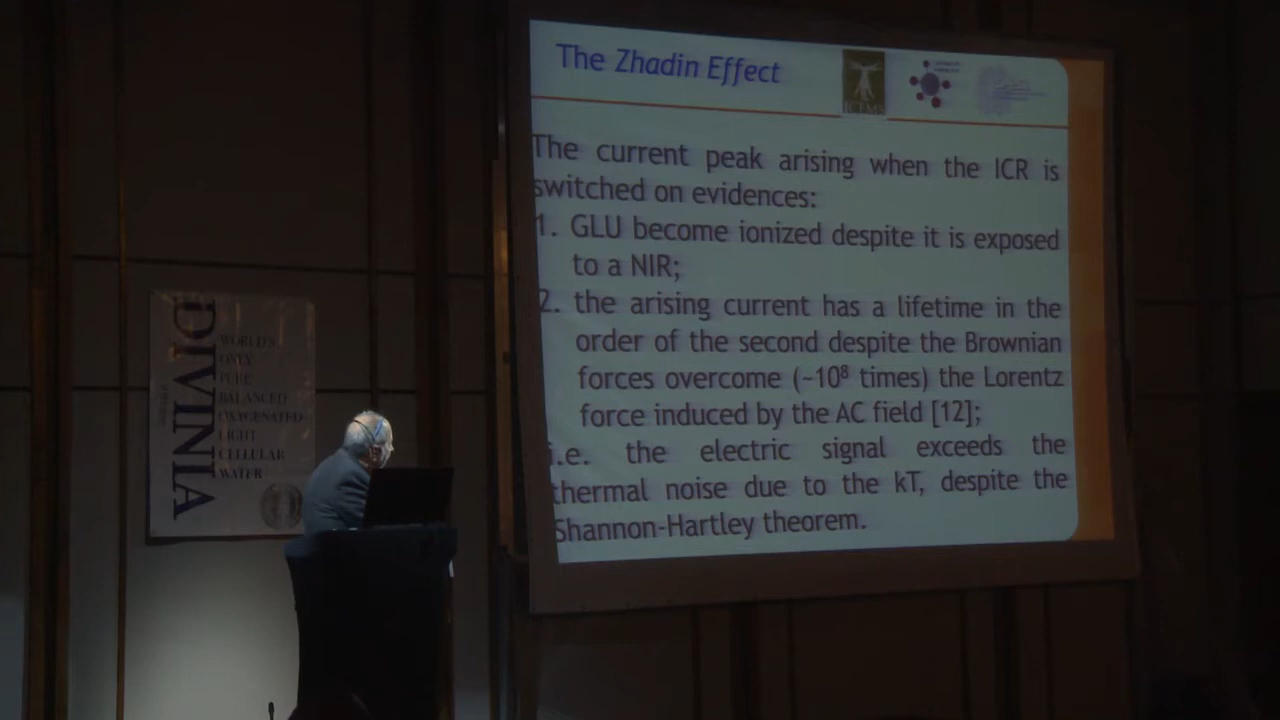 The Zhadin Effect
ICEMS
The current peak arising when the ICR is
switched on evidences:
1. GLU become ionized despite it is exposed
to a NIR;
2. the arising current has a lifetime in the
order of the second despite the Brownian
forces overcome (~10⁸ times) the Lorentz
force induced by the AC field [12];
i.e. the electric signal exceeds the
thermal noise due to the kT, despite the
Shannon-Hartley theorem.
DIVINIA
WORLD'S
ONLY
PURE
BALANCED
OXYGENATED
LIGHT
CELLULAR
WATER